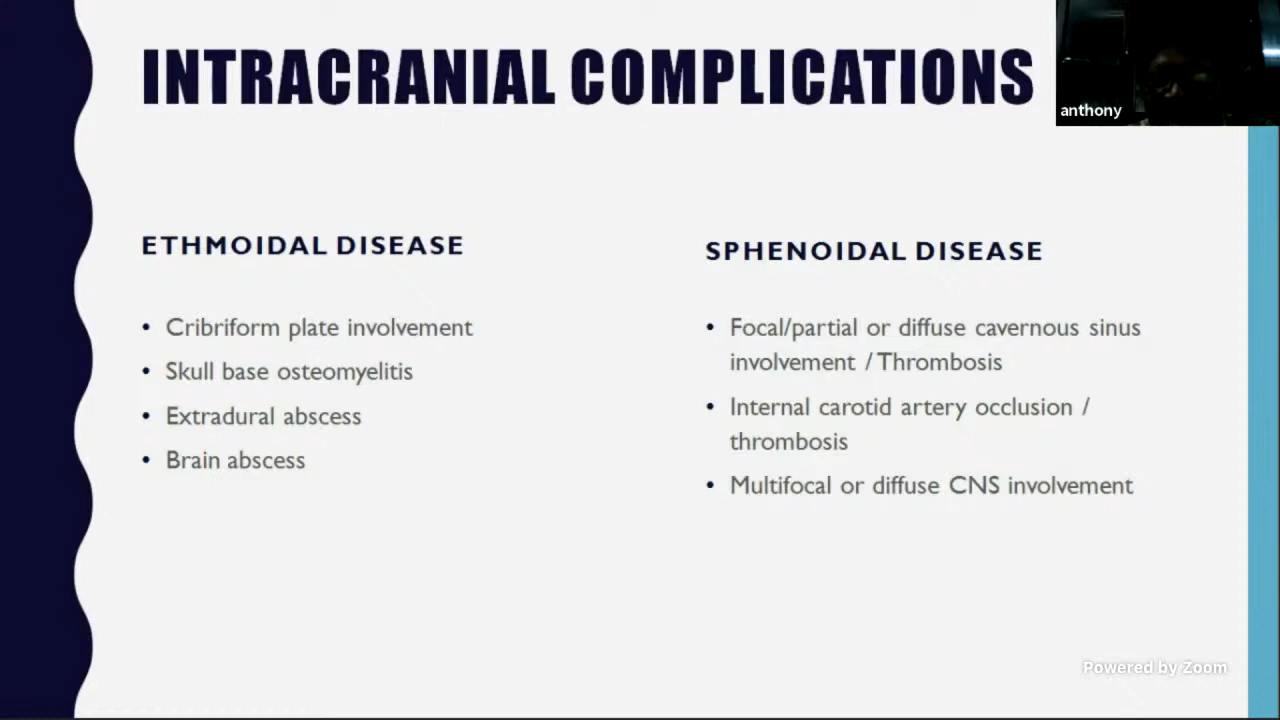 INTRACRANIAL COMPLICATIONS
anthony
ETHMOIDAL DISEASE
• Cribriform plate involvement
• Skull base osteomyelitis
• Extradural abscess
• Brain abscess
SPHENOIDAL DISEASE
• Focal/partial or diffuse cavernous sinus
involvement / Thrombosis
• Internal carotid artery occlusion /
thrombosis
• Multifocal or diffuse CNS involvement
Powered by Zoom